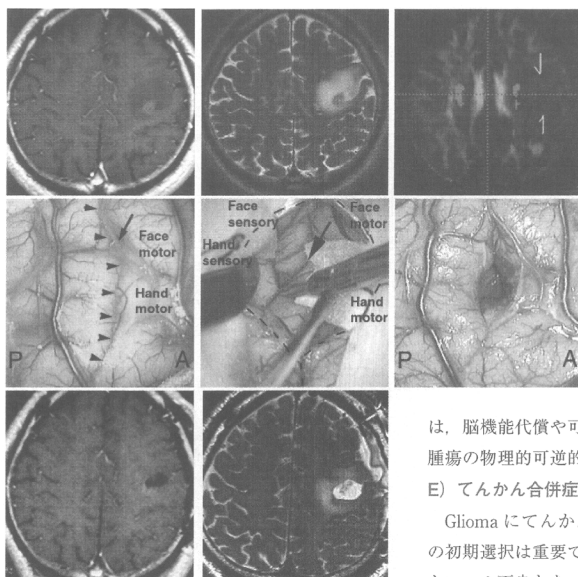 Face
motor
Hand
motor
P
A
Face
sensory
Hand
sensory
Face
motor
Hand
motor
P
A
は，脳機能代償や可
腫瘍の物理的可逆的
E）てんかん合併症
Glioma にてんか
の初期選択は重要で